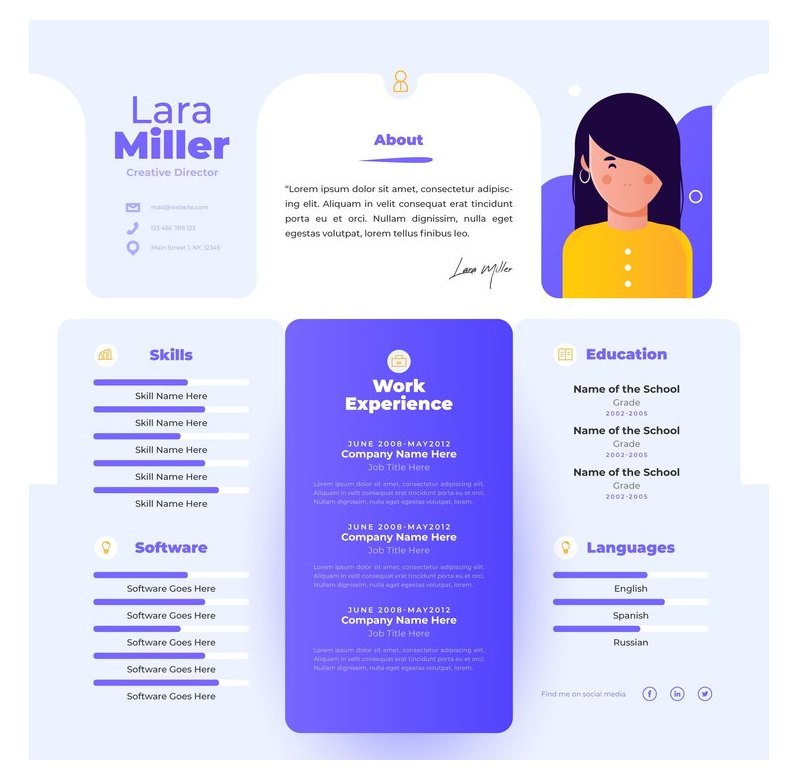 Lara
Miller
Creative Director
mail@website.com
123 456 789 123
Main Street 1, NY, 12345
About
“Lorem ipsum dolor sit amet, consectetur adipisc-
ing elit. Aliquam in velit consequat erat tincidunt
porta eu et orci. Nullam dignissim, nulla eget
egestas volutpat, lorem tellus finibus leo.
Lara Miller
Skills
Skill Name Here
Skill Name Here
Skill Name Here
Skill Name Here
Skill Name Here
Software
Software Goes Here
Software Goes Here
Software Goes Here
Software Goes Here
Software Goes Here
Work
Experience
JUNE 2008-MAY2012
Company Name Here
Job Title Here
Lorem ipsum dolor sit amet, consectetur adipiscing elit.
Aliquam in velit consequat erat tincidunt porta eu et orci.
Nullam dignissim, nulla eget egestas volutpat, lorem.
JUNE 2008-MAY2012
Company Name Here
Job Title Here
Lorem ipsum dolor sit amet, consectetur adipiscing elit.
Aliquam in velit consequat erat tincidunt porta eu et orci.
Nullam dignissim, nulla eget egestas volutpat, lorem.
JUNE 2008-MAY2012
Company Name Here
Job Title Here
Lorem ipsum dolor sit amet, consectetur adipiscing elit.
Aliquam in velit consequat erat tincidunt porta eu et orci.
Nullam dignissim, nulla eget egestas volutpat, lorem.
Education
Name of the School
Grade
2002-2005
Name of the School
Grade
2002-2005
Name of the School
Grade
2002-2005
Languages
English
Spanish
Russian
Find me on social media